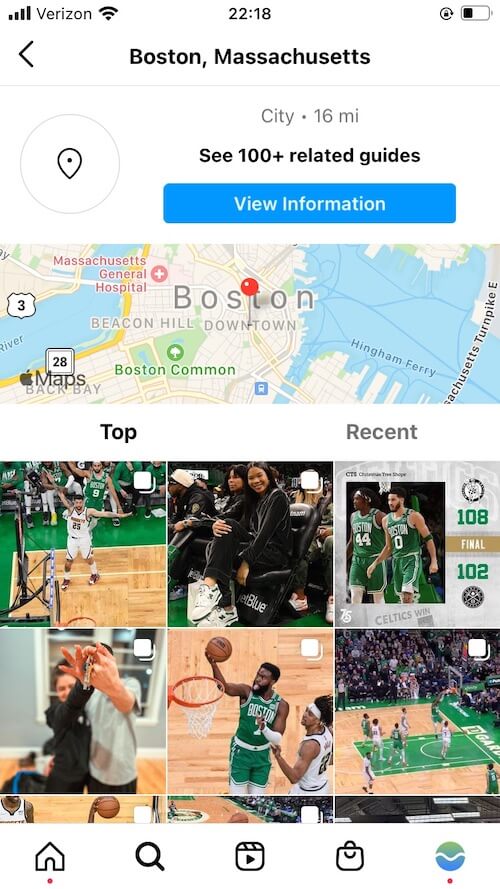 Verizon
22:18
Boston, Massachusetts
City • 16 mi
See 100+ related guides
View Information
Massachusetts
General
Hospital
3
Boston
BEACON HILL
DOWNTOWN
River
28
Boston Common
Hingham Ferry
Massachusetts Turnpike E
Maps
BACK BAY
Top
Recent
9
25
jetBlue
CTS Christmas Tree Shops
BOSTON
44
BOSTON
0
108
FINAL
102
75
CELTICS WIN
BOSTON